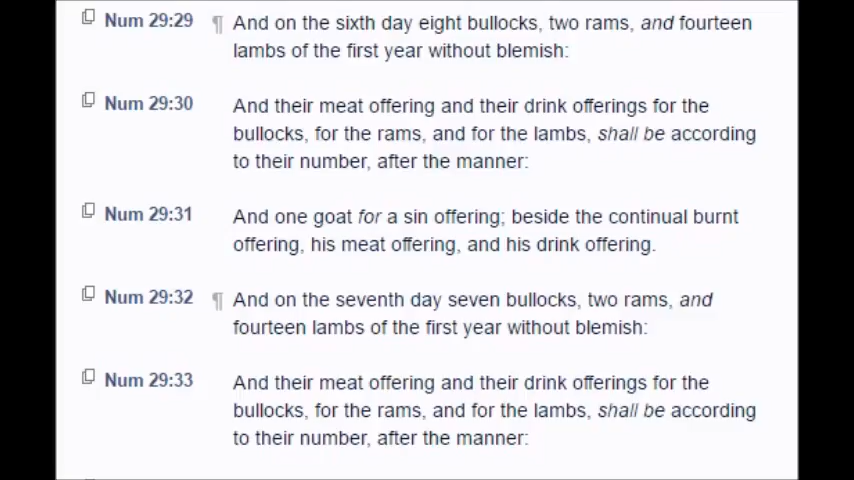 Num 29:29 ¶ And on the sixth day eight bullocks, two rams, and fourteen
lambs of the first year without blemish:
Num 29:30 And their meat offering and their drink offerings for the
bullocks, for the rams, and for the lambs, shall be according
to their number, after the manner:
Num 29:31 And one goat for a sin offering; beside the continual burnt
offering, his meat offering, and his drink offering.
Num 29:32 ¶ And on the seventh day seven bullocks, two rams, and
fourteen lambs of the first year without blemish:
Num 29:33 And their meat offering and their drink offerings for the
bullocks, for the rams, and for the lambs, shall be according
to their number, after the manner: